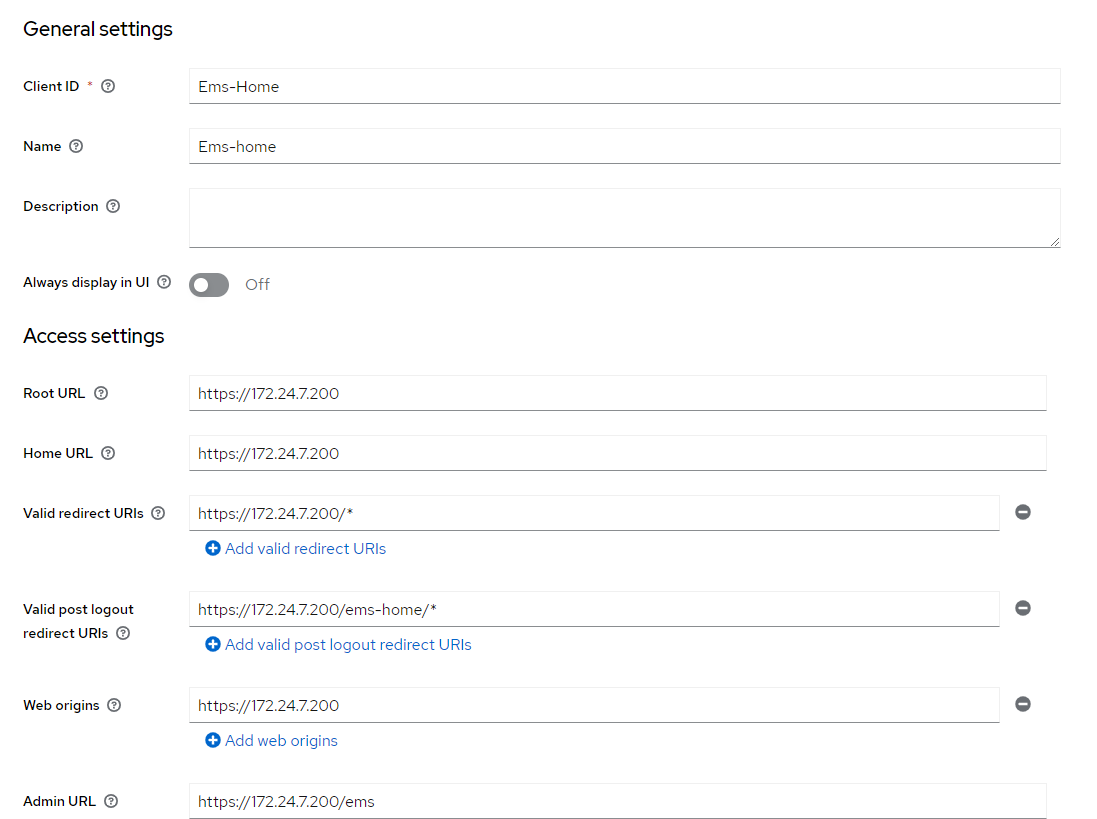 General settings
Client ID *
Ems-Home
Name
Ems-home
Description
Always display in UI
Off
Access settings
Root URL
https://172.24.7.200
Home URL
https://172.24.7.200
Valid redirect URIs
https://172.24.7.200/*
Add valid redirect URIs
Valid post logout
redirect URIs
https://172.24.7.200/ems-home/*
Add valid post logout redirect URIs
Web origins
https://172.24.7.200
Add web origins
Admin URL
https://172.24.7.200/ems